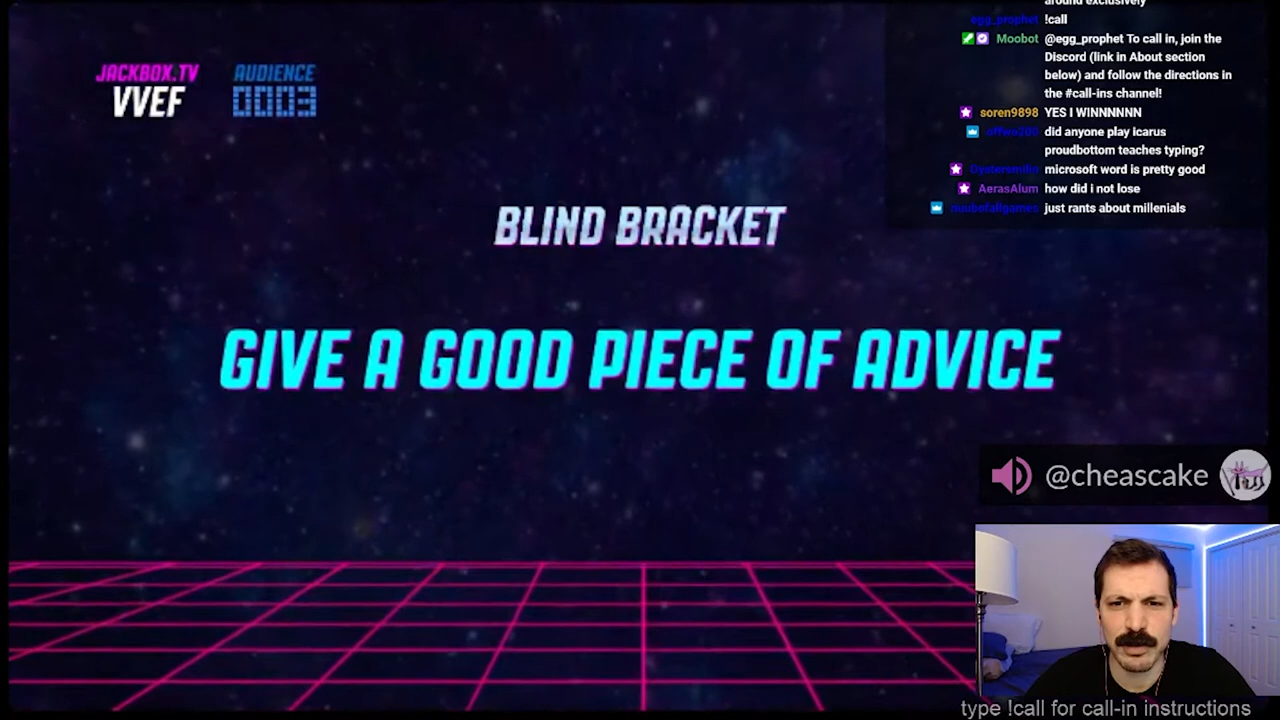 around exclusively
egg_prophet !call
Moobot @egg_prophet To call in, join the
Discord (link in About section
below) and follow the directions in
the #call-ins channel!
soren9898 YES I WINNNNNN
did anyone play icarus
proudbottom teaches typing?
microsoft word is pretty good
AerasAlum how did i not lose
just rants about millenials
JACKBOX.TV
VVEF
AUDIENCE
0003
BLIND BRACKET
GIVE A GOOD PIECE OF ADVICE
@cheascake
type !call for call-in instructions